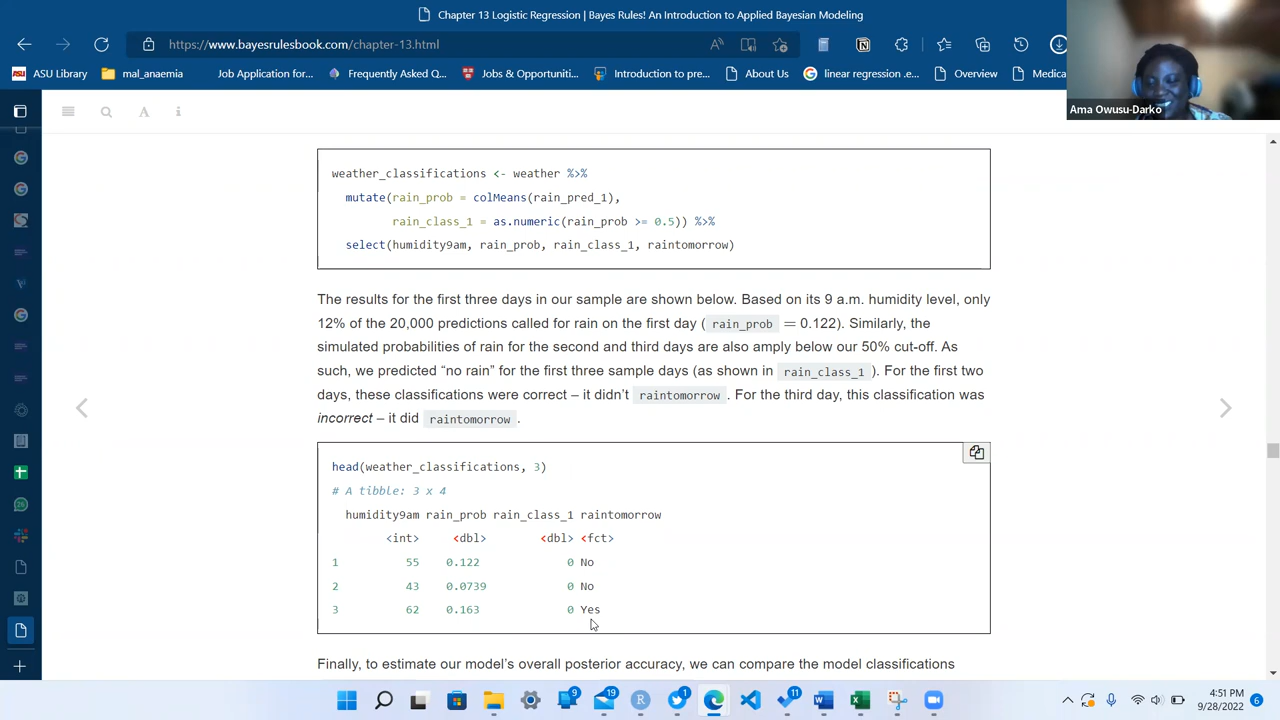 Chapter 13 Logistic Regression | Bayes Rules! An Introduction to Applied Bayesian Modeling
https://www.bayesrulesbook.com/chapter-13.html
ASU Library
mal_anaemia
Job Application for...
Frequently Asked Q...
Jobs & Opportuniti...
Introduction to pre...
About Us
linear regression .e...
Overview
Medica
Ama Owusu-Darko
weather_classifications <- weather %>%
mutate(rain_prob = colMeans(rain_pred_1),
rain_class_1 = as.numeric(rain_prob >= 0.5)) %>%
select(humidity9am, rain_prob, rain_class_1, raintomorrow)
The results for the first three days in our sample are shown below. Based on its 9 a.m. humidity level, only
12% of the 20,000 predictions called for rain on the first day ( rain_prob = 0.122). Similarly, the
simulated probabilities of rain for the second and third days are also amply below our 50% cut-off. As
such, we predicted “no rain” for the first three sample days (as shown in rain_class_1 ). For the first two
days, these classifications were correct – it didn’t raintomorrow . For the third day, this classification was
incorrect – it did raintomorrow .
head(weather_classifications, 3)
# A tibble: 3 x 4
humidity9am rain_prob rain_class_1 raintomorrow
<int> <dbl> <dbl> <fct>
1 55 0.122 0 No
2 43 0.0739 0 No
3 62 0.163 0 Yes
Finally, to estimate our model’s overall posterior accuracy, we can compare the model classifications
9
19
1
11
4:51 PM
9/28/2022
6